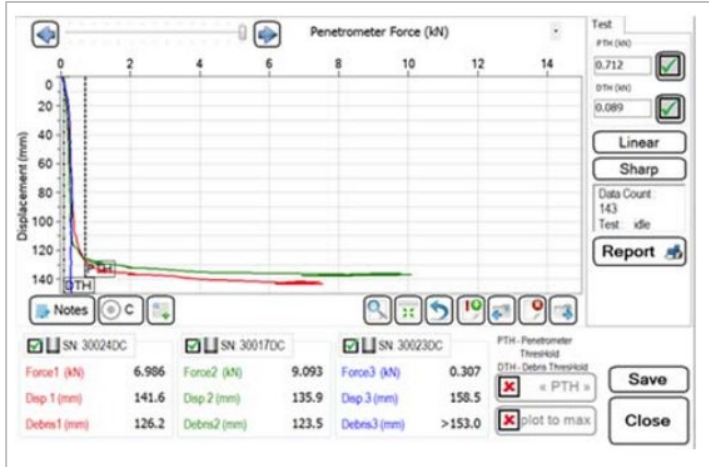 Penetrometer Force (kN)
0 2 4 6 8 10 12 14
Displacement (mm)
0
20
40
60
80
100
120
140
PTH
DTH
Test
PTH (kN)
0.712
DTH (kN)
0.089
Linear
Sharp
Data Count
143
Test idle
Report
Notes
C
SN: 30024DC
Force1 (kN) 6.986
Disp 1 (mm) 141.6
Debris1 (mm) 126.2
SN: 30017DC
Force2 (kN) 9.093
Disp 2 (mm) 135.9
Debris2 (mm) 123.5
SN: 30023DC
Force3 (kN) 0.307
Disp 3 (mm) 158.5
Debris3 (mm) >153.0
PTH - Penetrometer
ThresHold
DTH - Debris ThresHold
« PTH »
plot to max
Save
Close